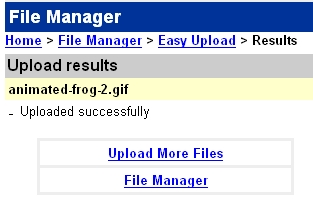 File Manager
Home > File Manager > Easy Upload > Results
Upload results
animated-frog-2.gif
- Uploaded successfully
Upload More Files
File Manager